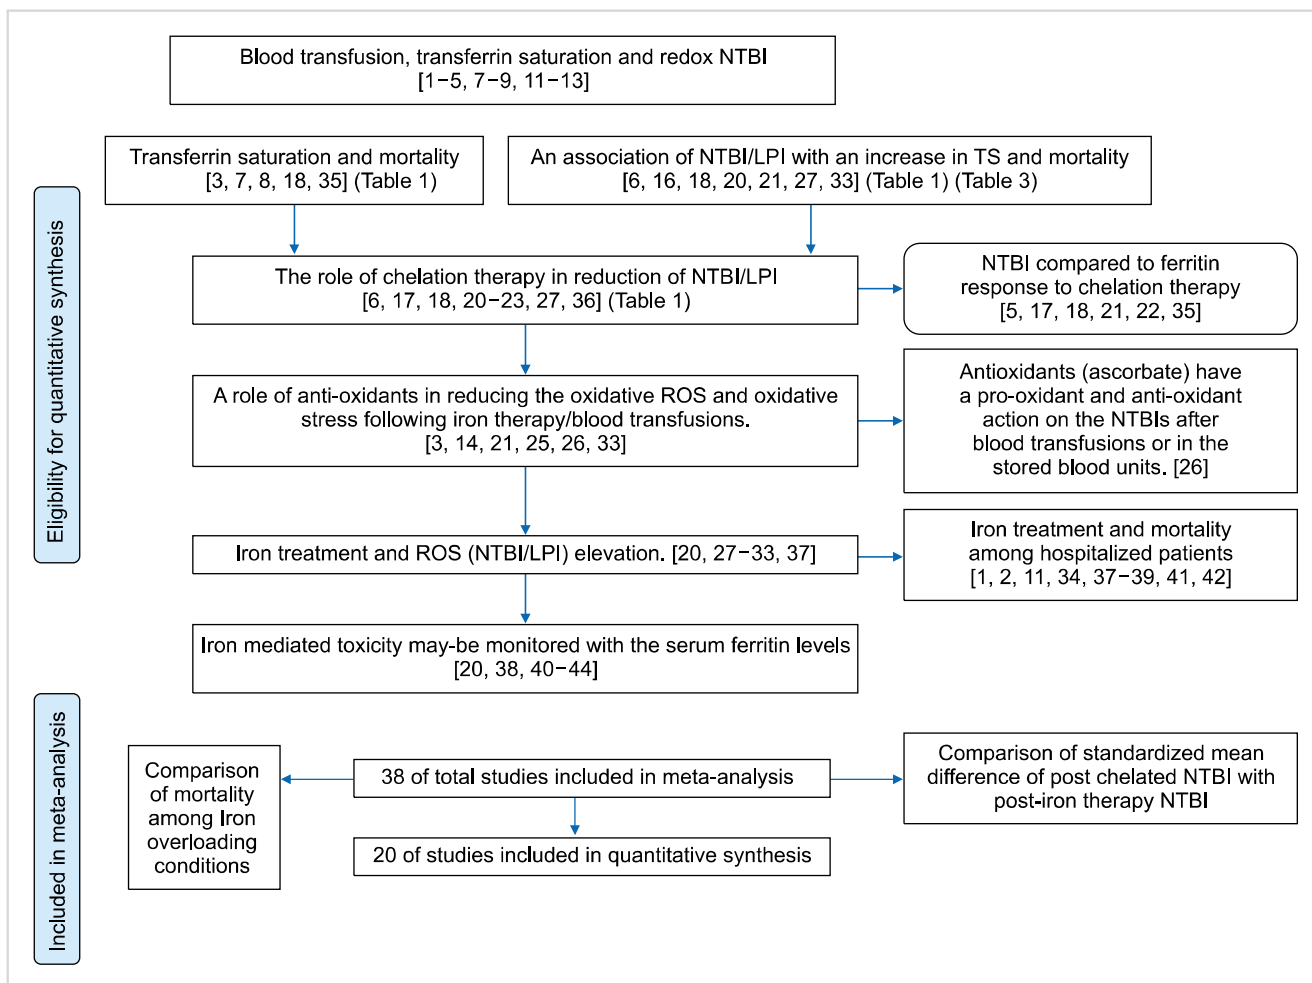 Blood transfusion, transferrin saturation and redox NTBI
[1−5, 7−9, 11−13]
Transferrin saturation and mortality
[3, 7, 8, 18, 35] (Table 1)
An association of NTBI/LPI with an increase in TS and mortality
[6, 16, 18, 20, 21, 27, 33] (Table 1) (Table 3)
Eligibility for quantitative synthesis
The role of chelation therapy in reduction of NTBI/LPI
[6, 17, 18, 20−23, 27, 36] (Table 1)
NTBI compared to ferritin
response to chelation therapy
[5, 17, 18, 21, 22, 35]
A role of anti-oxidants in reducing the oxidative ROS and oxidative
stress following iron therapy/blood transfusions.
[3, 14, 21, 25, 26, 33]
Antioxidants (ascorbate) have
a pro-oxidant and anti-oxidant
action on the NTBIs after
blood transfusions or in the
stored blood units. [26]
Iron treatment and ROS (NTBI/LPI) elevation. [20, 27−33, 37]
Iron treatment and mortality
among hospitalized patients
[1, 2, 11, 34, 37−39, 41, 42]
Iron mediated toxicity may-be monitored with the serum ferritin levels
[20, 38, 40−44]
Included in meta-analysis
Comparison
of mortality
among Iron
overloading
conditions
38 of total studies included in meta-analysis
Comparison of standardized mean
difference of post chelated NTBI with
post-iron therapy NTBI
20 of studies included in quantitative synthesis